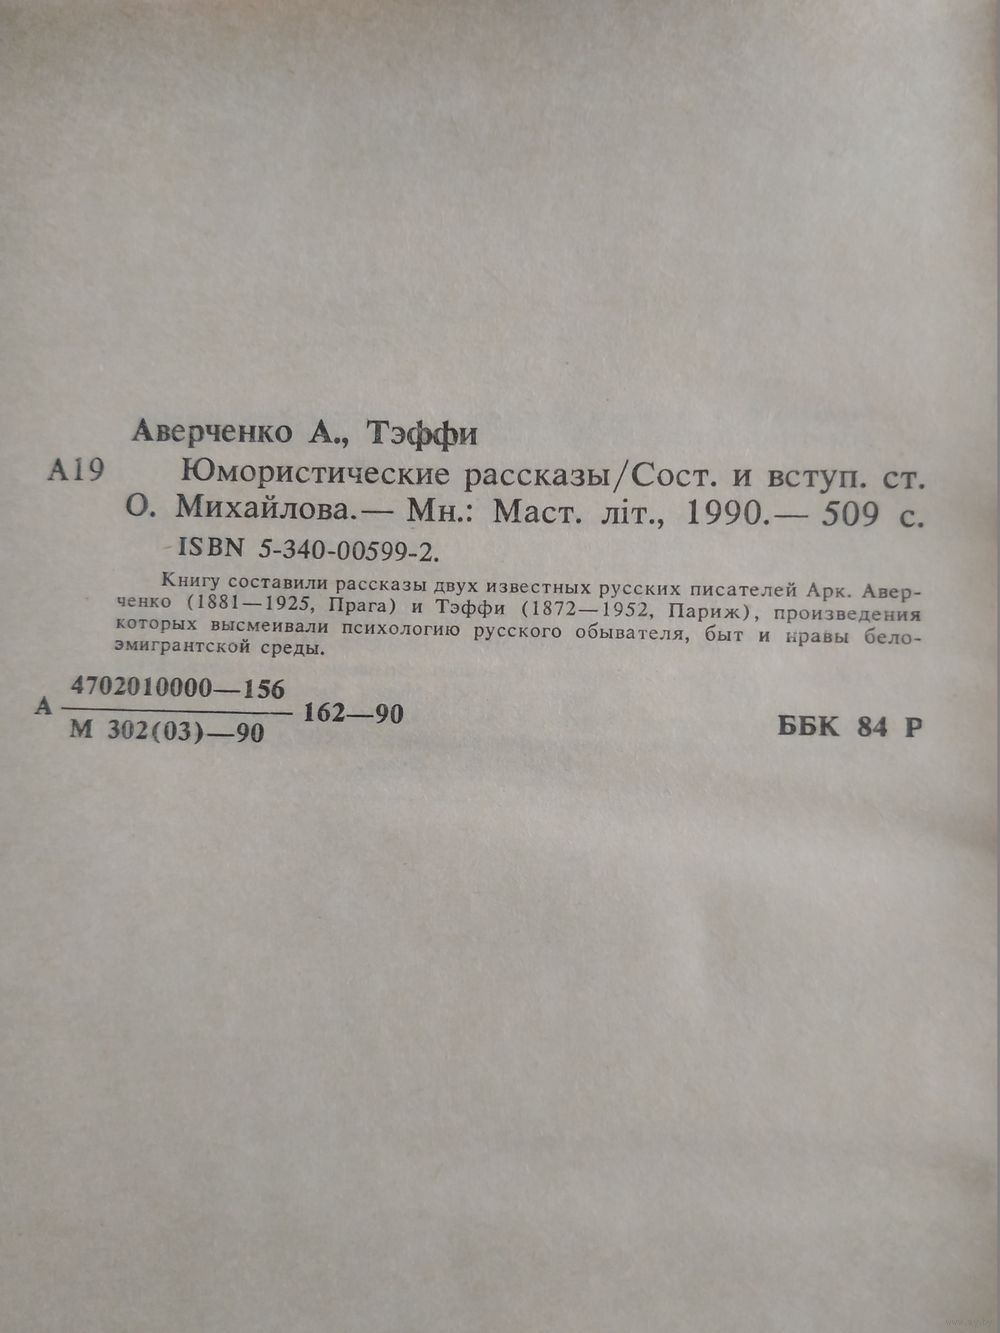 Аверченко А., Тэффи
А19 Юмористические рассказы/Сост. и вступ. ст.
О. Михайлова.— Мн.: Маст. літ., 1990.— 509 с.
ISBN 5-340-00599-2.
Книгу составили рассказы двух известных русских писателей Арк. Авер-
ченко (1881—1925, Прага) и Тэффи (1872—1952, Париж), произведения
которых высмеивали психологию русского обывателя, быт и нравы бело-
эмигрантской среды.
4702010000—156
А 162—90
М 302(03)—90
ББК 84 Р